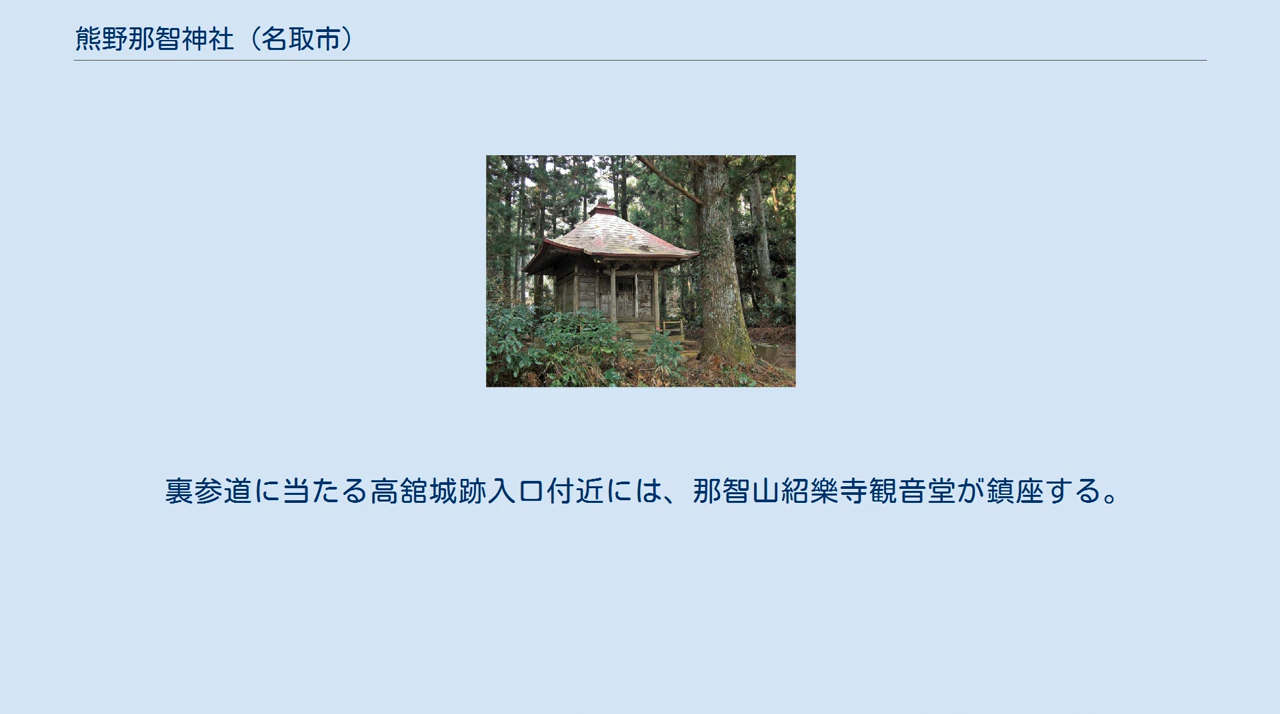 熊野那智神社（名取市）
裏参道に当たる高舘城跡入口付近には、那智山紹樂寺観音堂が鎮座する。